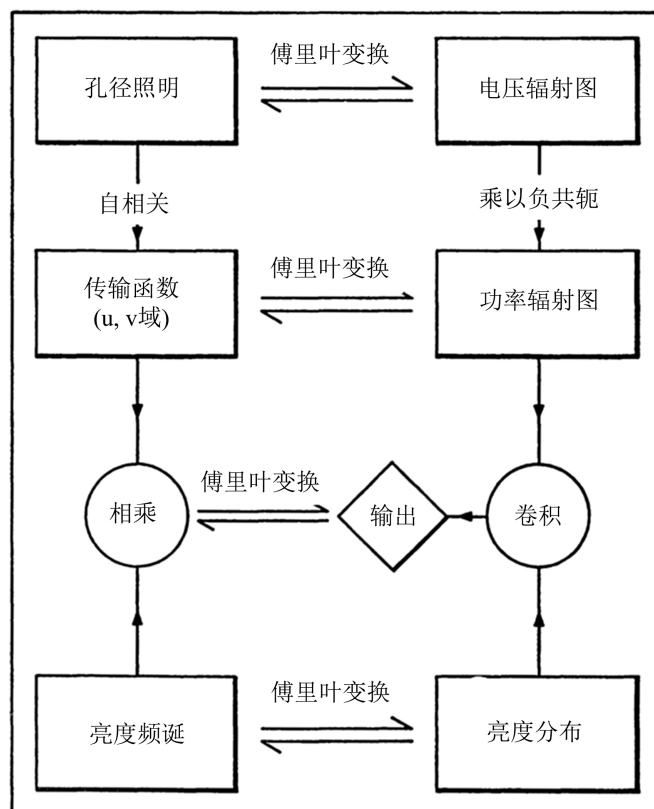 傅里叶变换
孔径照明
电压辐射图
自相关
乘以负共轭
傅里叶变换
传输函数
(u, v域)
功率辐射图
傅里叶变换
相乘
输出
卷积
傅里叶变换
亮度频诞
亮度分布